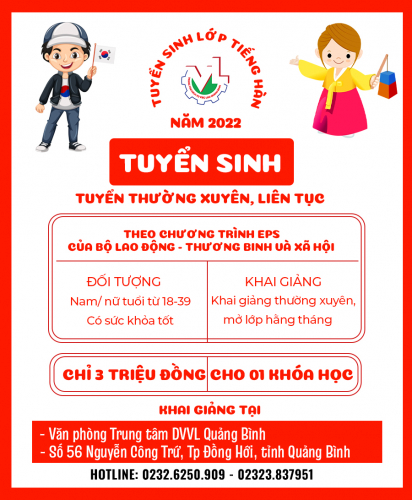 TUYỂN SINH LỚP TIẾNG HÀN
NĂM 2022
TUYỂN SINH
TUYỂN THƯỜNG XUYÊN, LIÊN TỤC
THEO CHƯƠNG TRÌNH EPS
CỦA BỘ LAO ĐỘNG - THƯƠNG BINH VÀ XÃ HỘI
ĐỐI TƯỢNG
Nam/ nữ tuổi từ 18-39
Có sức khỏa tốt
KHAI GIẢNG
Khai giảng thường xuyên,
mở lớp hằng tháng
CHỈ 3 TRIỆU ĐỒNG CHO 01 KHÓA HỌC
KHAI GIẢNG TẠI
- Văn phòng Trung tâm DVVL Quảng Bình
- Số 56 Nguyễn Công Trứ, Tp Đồng Hới, tỉnh Quảng Bình
HOTLINE: 0232.6250.909 - 02323.837951